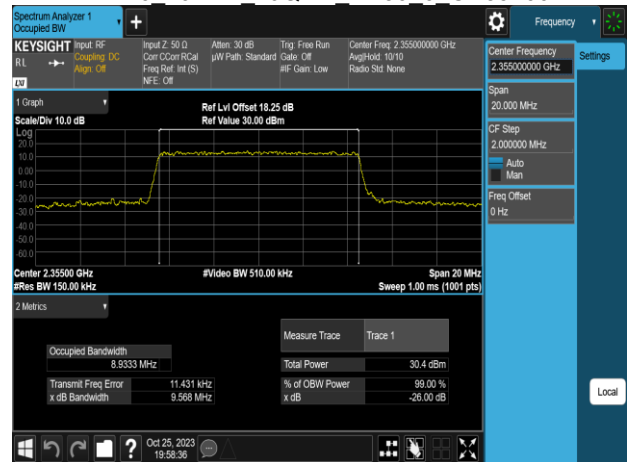 Spectrum Analyzer 1
Occupied BW
Frequency
KEYSIGHT
RL
LXI
Input: RF
Coupling: DC
Align: Off
Input Z: 50 Ω
Corr CCorr RCal
Freq Ref: Int (S)
NFE: Off
Atten: 30 dB
µW Path: Standard
Trig: Free Run
Gate: Off
#IF Gain: Low
Center Freq: 2.355000000 GHz
Avg|Hold: 10/10
Radio Std: None
Center Frequency
2.355000000 GHz
Settings
Span
20.000 MHz
CF Step
2.000000 MHz
Auto
Man
Freq Offset
0 Hz
Local
1 Graph
Scale/Div 10.0 dB
Ref Lvl Offset 18.25 dB
Ref Value 30.00 dBm
Log
20.0
10.0
0.00
-10.0
-20.0
-30.0
-40.0
-50.0
-60.0
Center 2.35500 GHz
#Video BW 510.00 kHz
Span 20 MHz
#Res BW 150.00 kHz
Sweep 1.00 ms (1001 pts)
2 Metrics
Measure Trace
Trace 1
Occupied Bandwidth
8.9333 MHz
Total Power
30.4 dBm
Transmit Freq Error
11.431 kHz
% of OBW Power
99.00 %
x dB Bandwidth
9.568 MHz
x dB
-26.00 dB
?
Oct 25, 2023
19:58:36